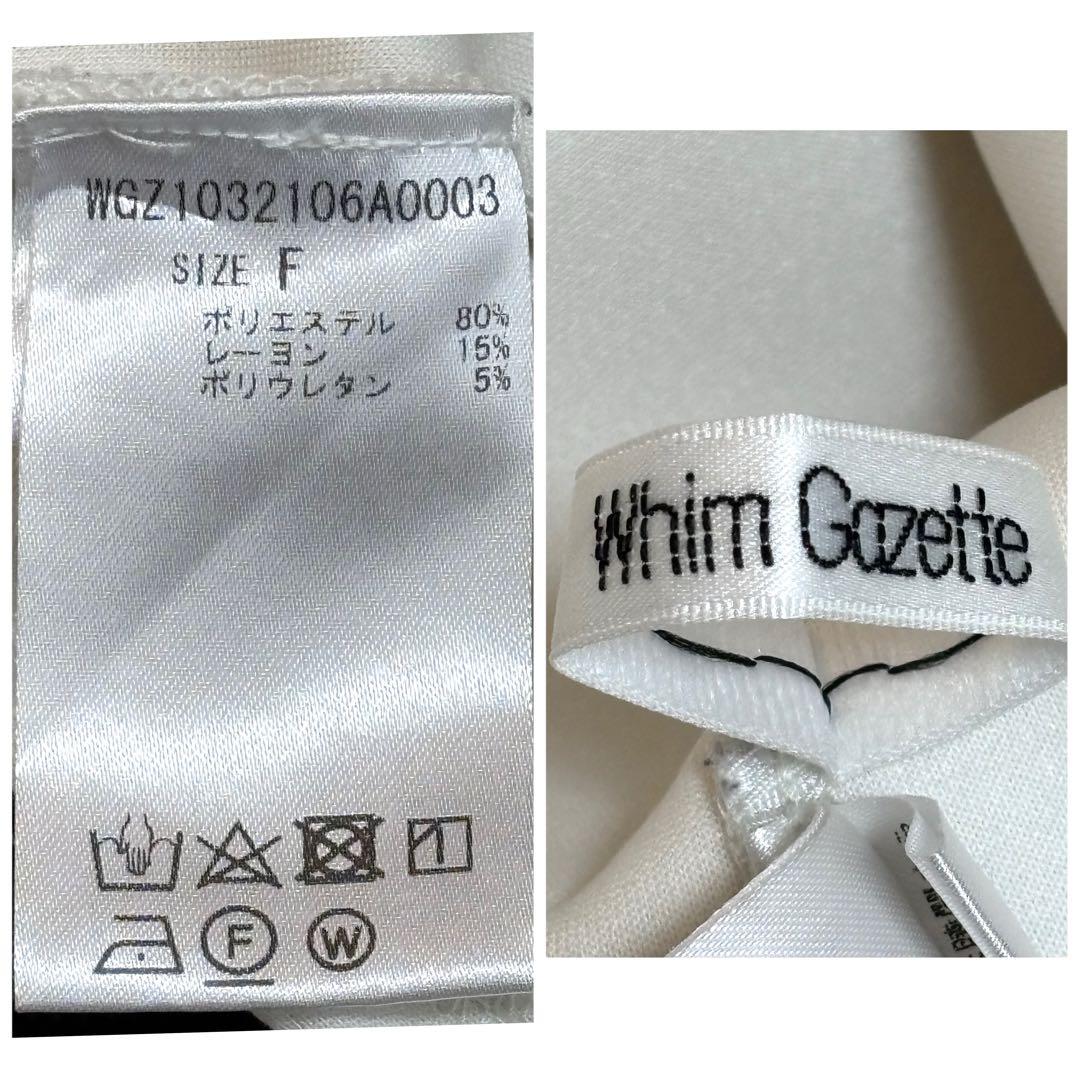 WGZ1032106A0003
SIZE F
ポリエステル 80%
レーヨン 15%
ポリウレタン 5%
F W
Whim Gazette